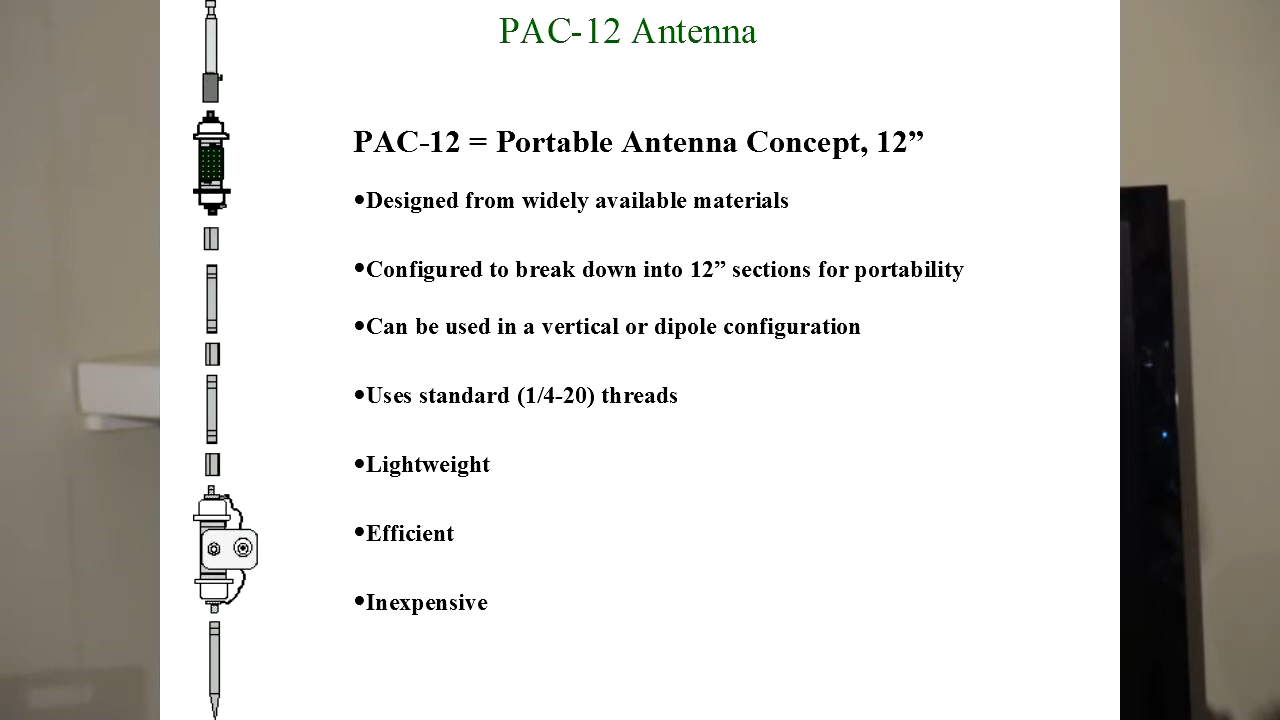 PAC-12 Antenna
PAC-12 = Portable Antenna Concept, 12”
•Designed from widely available materials
•Configured to break down into 12” sections for portability
•Can be used in a vertical or dipole configuration
•Uses standard (1/4-20) threads
•Lightweight
•Efficient
•Inexpensive